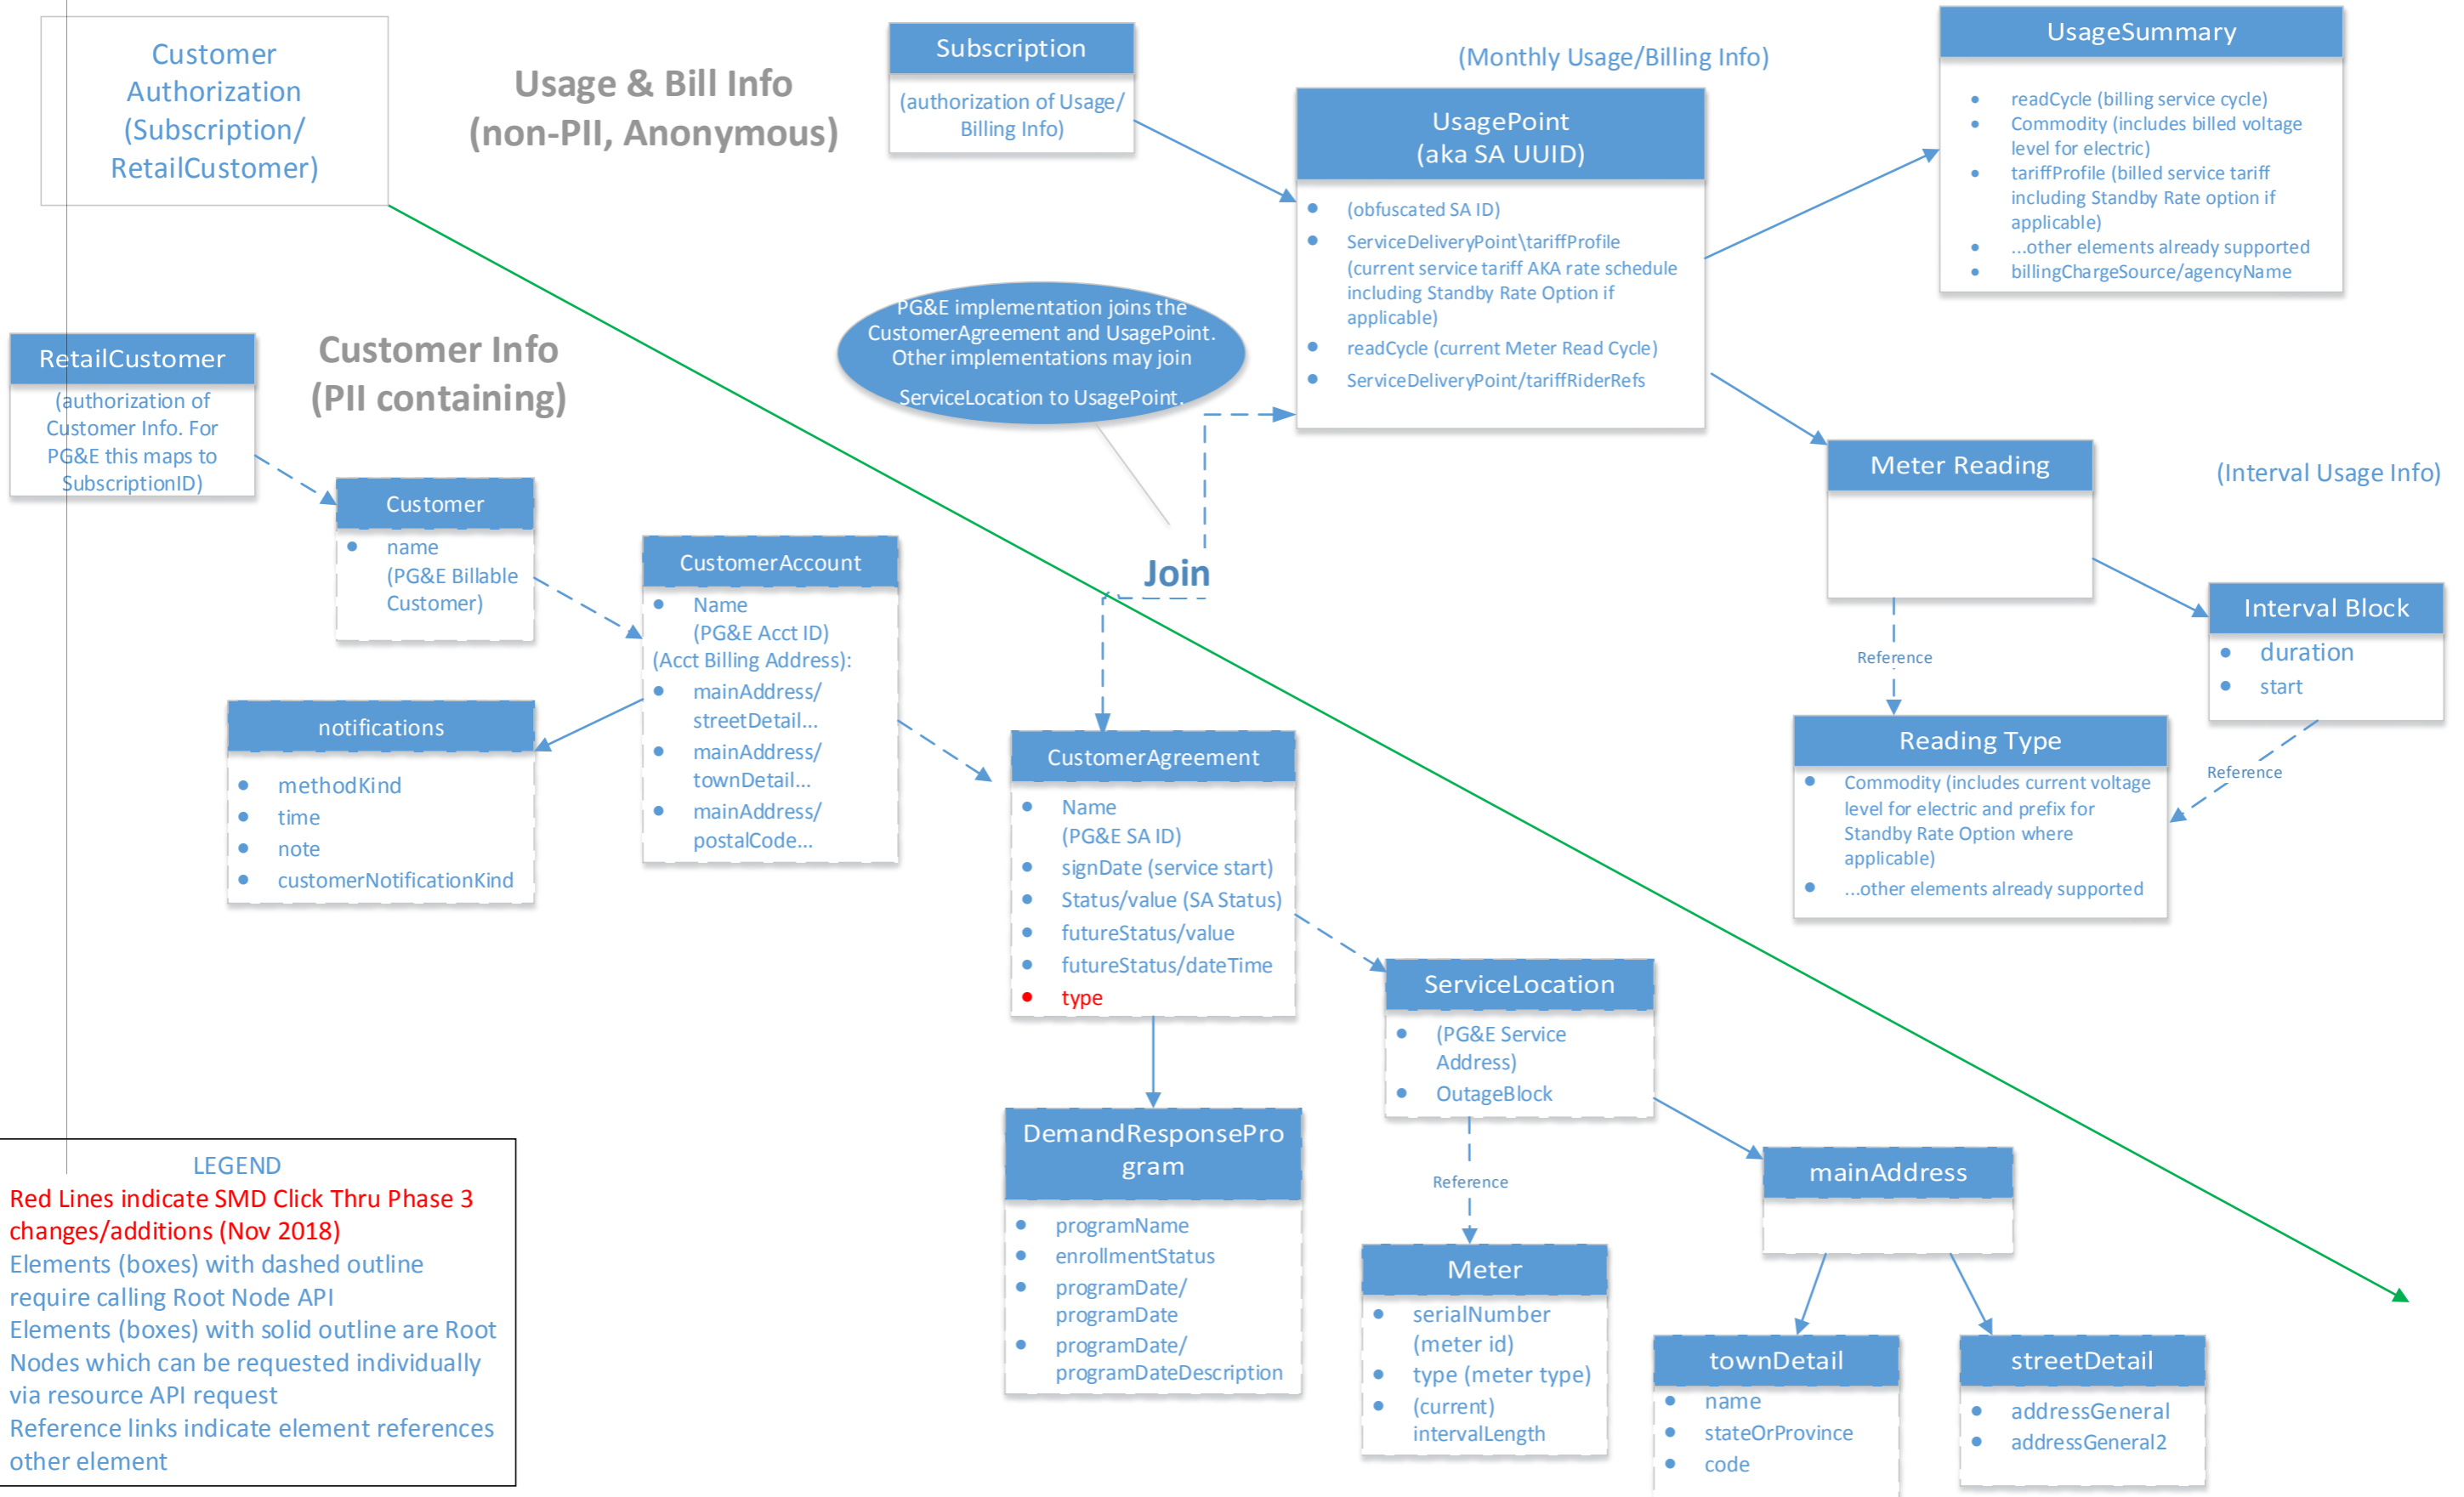 Customer
Authorization
(Subscription/
RetailCustomer)
Usage & Bill Info
(non-PII, Anonymous)
Subscription
(authorization of Usage/
Billing Info)
(Monthly Usage/Billing Info)
UsagePoint
(aka SA UUID)
(obfuscated SA ID)
ServiceDeliveryPoint\tariffProfile
(current service tariff AKA rate schedule
including Standby Rate Option if
applicable)
readCycle (current Meter Read Cycle)
ServiceDeliveryPoint/tariffRiderRefs
UsageSummary
readCycle (billing service cycle)
Commodity (includes billed voltage
level for electric)
tariffProfile (billed service tariff
including Standby Rate option if
applicable)
...other elements already supported
billingChargeSource/agencyName
PG&E implementation joins the
CustomerAgreement and UsagePoint.
Other implementations may join
ServiceLocation to UsagePoint.
RetailCustomer
(authorization of
Customer Info. For
PG&E this maps to
SubscriptionID)
Customer Info
(PII containing)
Customer
name
(PG&E Billable
Customer)
CustomerAccount
Name
(PG&E Acct ID)
(Acct Billing Address):
mainAddress/
streetDetail...
mainAddress/
townDetail...
mainAddress/
postalCode...
Join
Meter Reading
(Interval Usage Info)
Interval Block
duration
start
Reference
Reading Type
Commodity (includes current voltage
level for electric and prefix for
Standby Rate Option where
applicable)
...other elements already supported
Reference
notifications
methodKind
time
note
customerNotificationKind
CustomerAgreement
Name
(PG&E SA ID)
signDate (service start)
Status/value (SA Status)
futureStatus/value
futureStatus/dateTime
type
ServiceLocation
(PG&E Service
Address)
OutageBlock
DemandResponsePro
gram
programName
enrollmentStatus
programDate/
programDate
programDate/
programDateDescription
Reference
Meter
serialNumber
(meter id)
type (meter type)
(current)
intervalLength
mainAddress
townDetail
name
stateOrProvince
code
streetDetail
addressGeneral
addressGeneral2
LEGEND
Red Lines indicate SMD Click Thru Phase 3
changes/additions (Nov 2018)
Elements (boxes) with dashed outline
require calling Root Node API
Elements (boxes) with solid outline are Root
Nodes which can be requested individually
via resource API request
Reference links indicate element references
other element